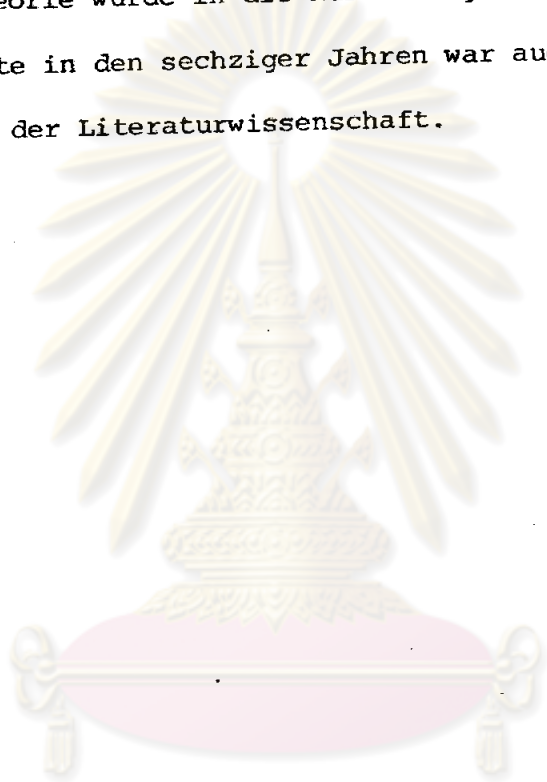 eorie wurde in die
te in den sechziger Jahren war au
der Literaturwissenschaft.